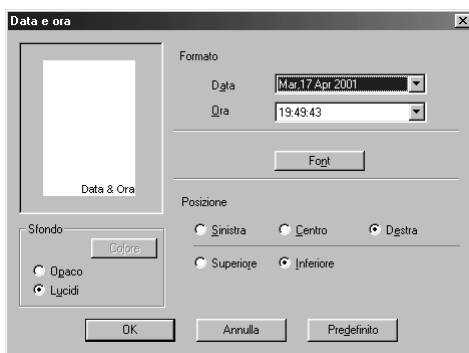 Data e ora
Formato
Data Mar,17 Apr 2001
Ora 19:49:43
Font
Data & Ora
Posizione
Sinistra Centro Destra
Superiore Inferiore
Sfondo
Colore
Opaco
Lucidi
OK Annulla Predefinito